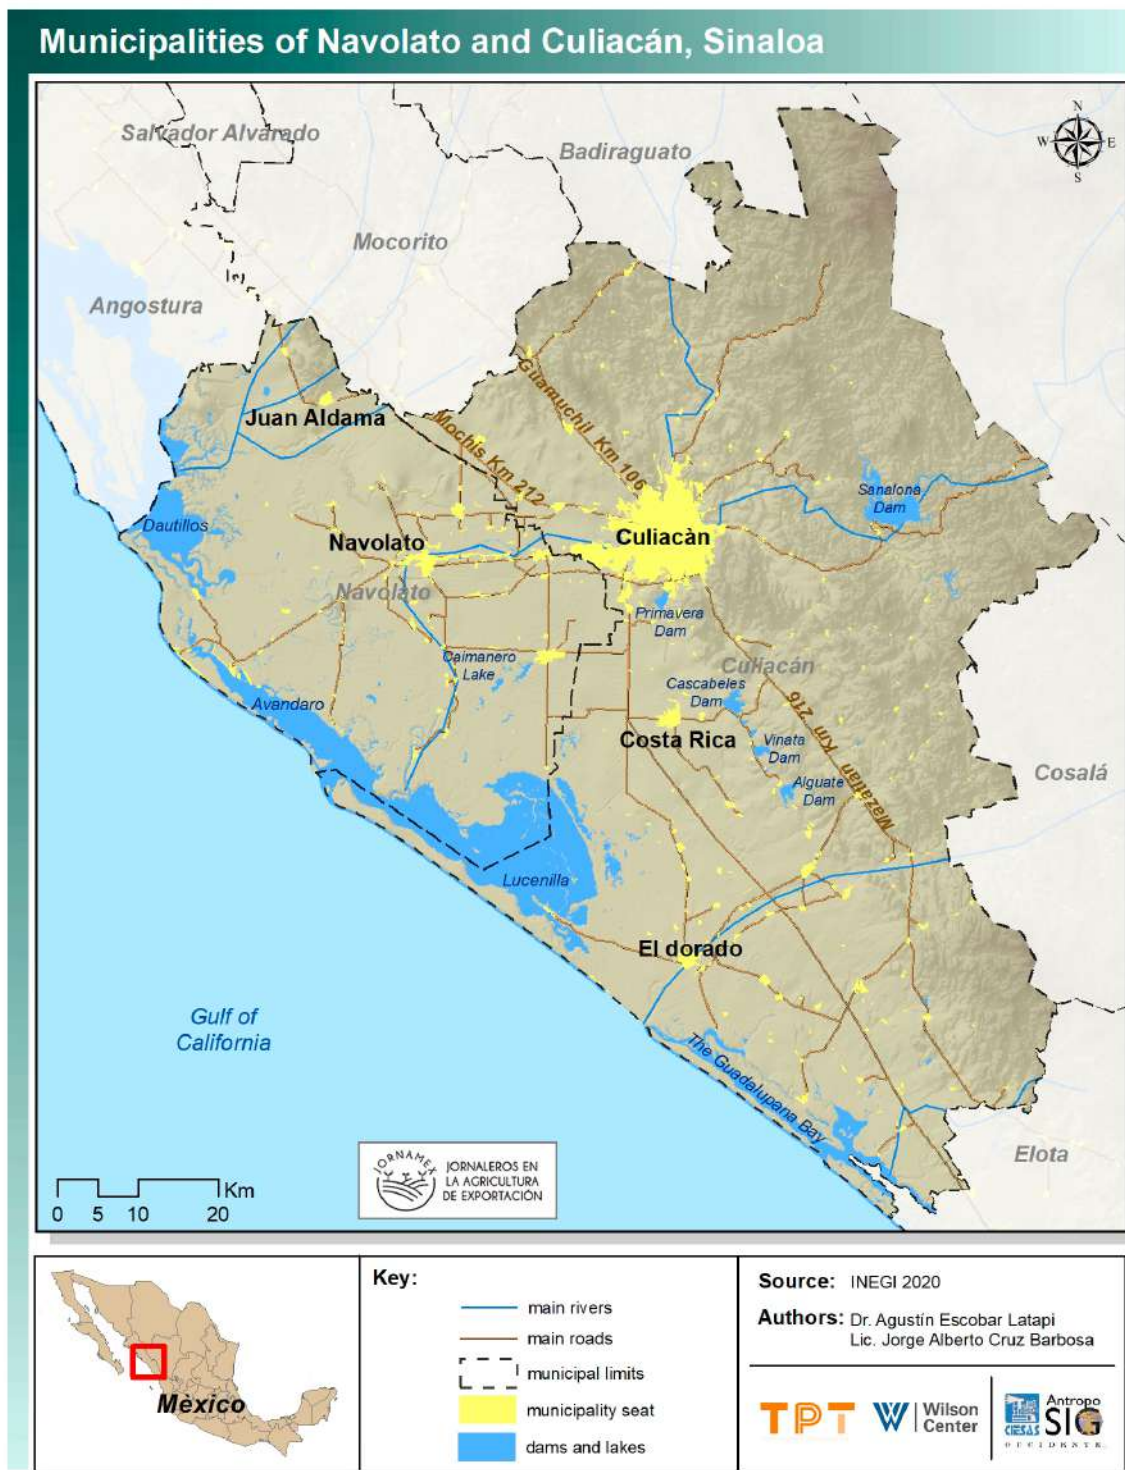 Municipalities of Navolato and Culiacán, Sinaloa
Salvador Alvarado
Badiraguato
N
W
E
S
Mocorito
Angostura
Juan Aldama
Guamuchil Km 106
Mochis Km 212
Sanalona
Dam
Dautillos
Navolato
Culiacàn
Navolato
Primavera
Dam
Caimanero
Lake
Culiacán
Cascabeles
Dam
Avandaro
Costa Rica
Mazatlan Km 216
Vinata
Dam
Alguate
Dam
Cosalá
Lucenilla
El dorado
Gulf of
California
The Guadalupana Bay
Elota
JORNAMEX
JORNALEROS EN
LA AGRICULTURA
DE EXPORTACIÓN
Km
0 5 10 20
Mèxico
Key:
main rivers
main roads
municipal limits
municipality seat
dams and lakes
Source: INEGI 2020
Authors: Dr. Agustín Escobar Latapi
Lic. Jorge Alberto Cruz Barbosa
TPT
W Wilson
Center
CIESAS
Antropo
SIG
OCCIDENTE